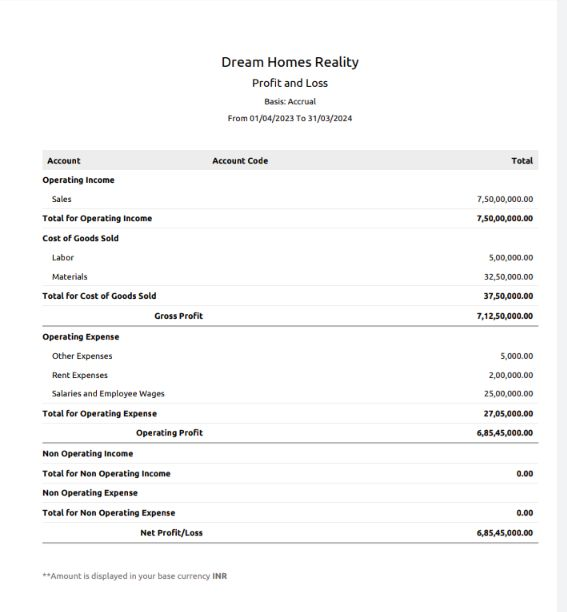 Dream Homes Reality
Profit and Loss
Basis: Accrual
From 01/04/2023 To 31/03/2024
Account Account Code Total
Operating Income
Sales 7,50,00,000.00
Total for Operating Income 7,50,00,000.00
Cost of Goods Sold
Labor 5,00,000.00
Materials 32,50,000.00
Total for Cost of Goods Sold 37,50,000.00
Gross Profit 7,12,50,000.00
Operating Expense
Other Expenses 5,000.00
Rent Expenses 2,00,000.00
Salaries and Employee Wages 25,00,000.00
Total for Operating Expense 27,05,000.00
Operating Profit 6,85,45,000.00
Non Operating Income
Total for Non Operating Income 0.00
Non Operating Expense
Total for Non Operating Expense 0.00
Net Profit/Loss 6,85,45,000.00
**Amount is displayed in your base currency INR